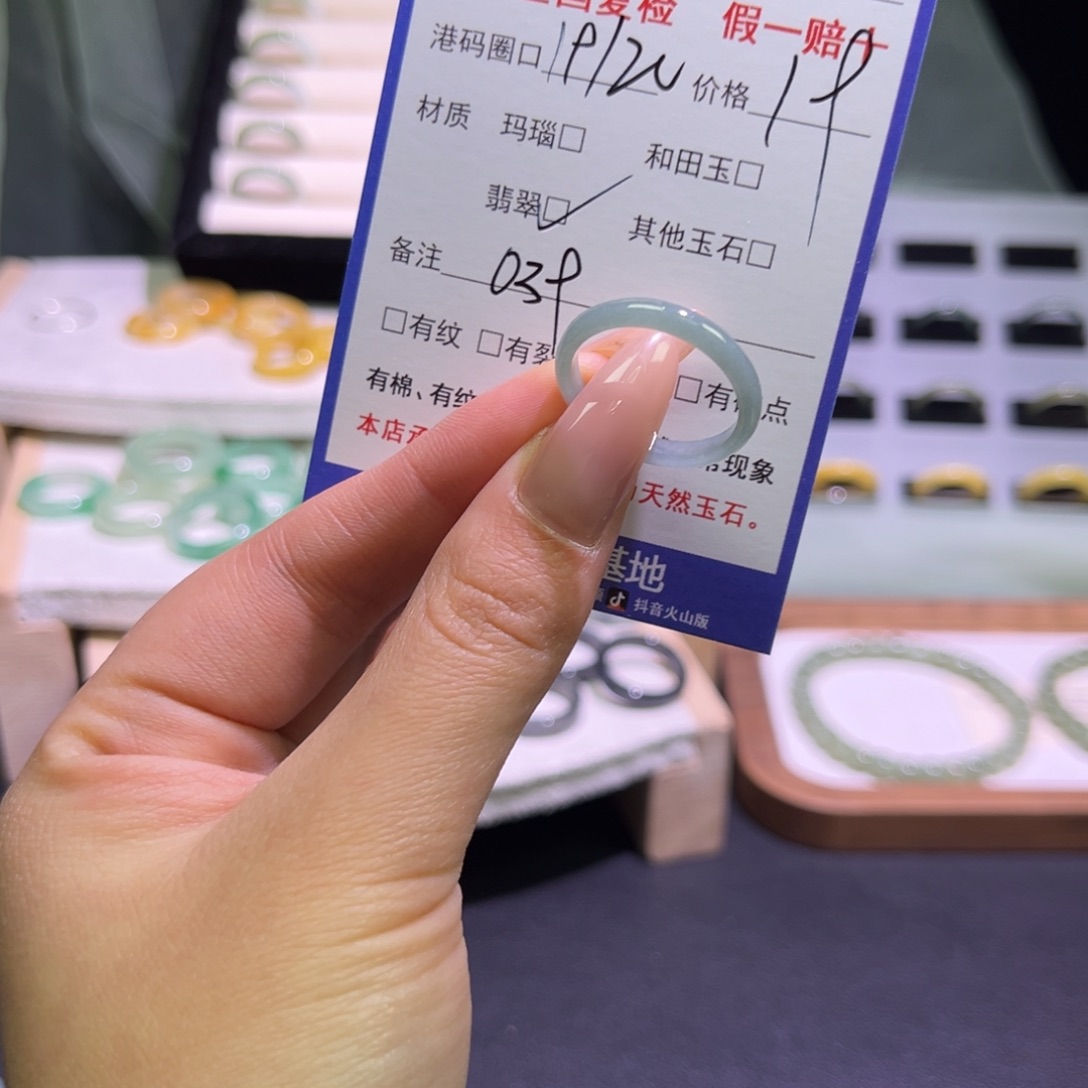 全国复检 假一赔十
港码圈口 19/20 价格 19
材质 玛瑙□ 和田玉□
翡翠□ 其他玉石□
备注 039
□有纹 □有裂 □有 点
有棉、有纹 常现象
本店 天然玉石。
基地
抖音火山版